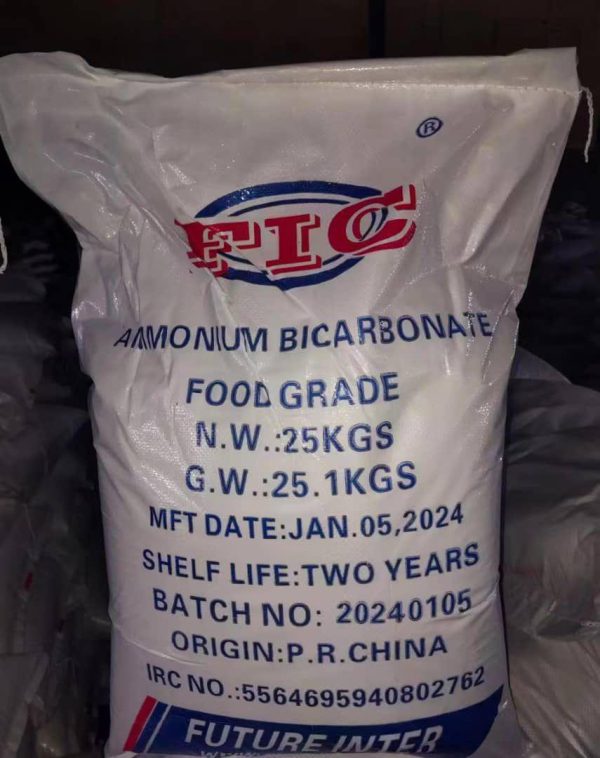 ®
FIC
AMMONIUM BICARBONATE
FOOD GRADE
N.W.:25KGS
G.W.:25.1KGS
MFT DATE:JAN.05,2024
SHELF LIFE:TWO YEARS
BATCH NO: 20240105
ORIGIN:P.R.CHINA
IRC NO.:5564695940802762
FUTURE INTER